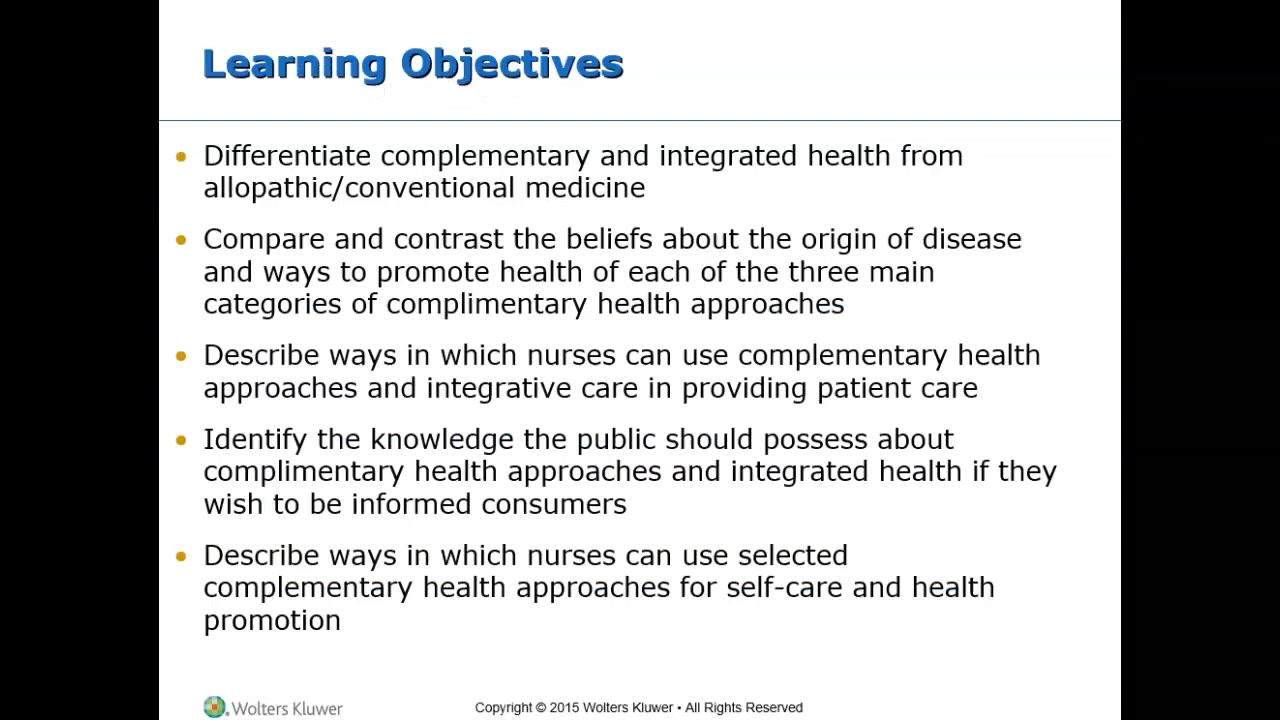 Learning Objectives
• Differentiate complementary and integrated health from
allopathic/conventional medicine
• Compare and contrast the beliefs about the origin of disease
and ways to promote health of each of the three main
categories of complimentary health approaches
• Describe ways in which nurses can use complementary health
approaches and integrative care in providing patient care
• Identify the knowledge the public should possess about
complimentary health approaches and integrated health if they
wish to be informed consumers
• Describe ways in which nurses can use selected
complementary health approaches for self-care and health
promotion
Wolters Kluwer
Copyright © 2015 Wolters Kluwer • All Rights Reserved